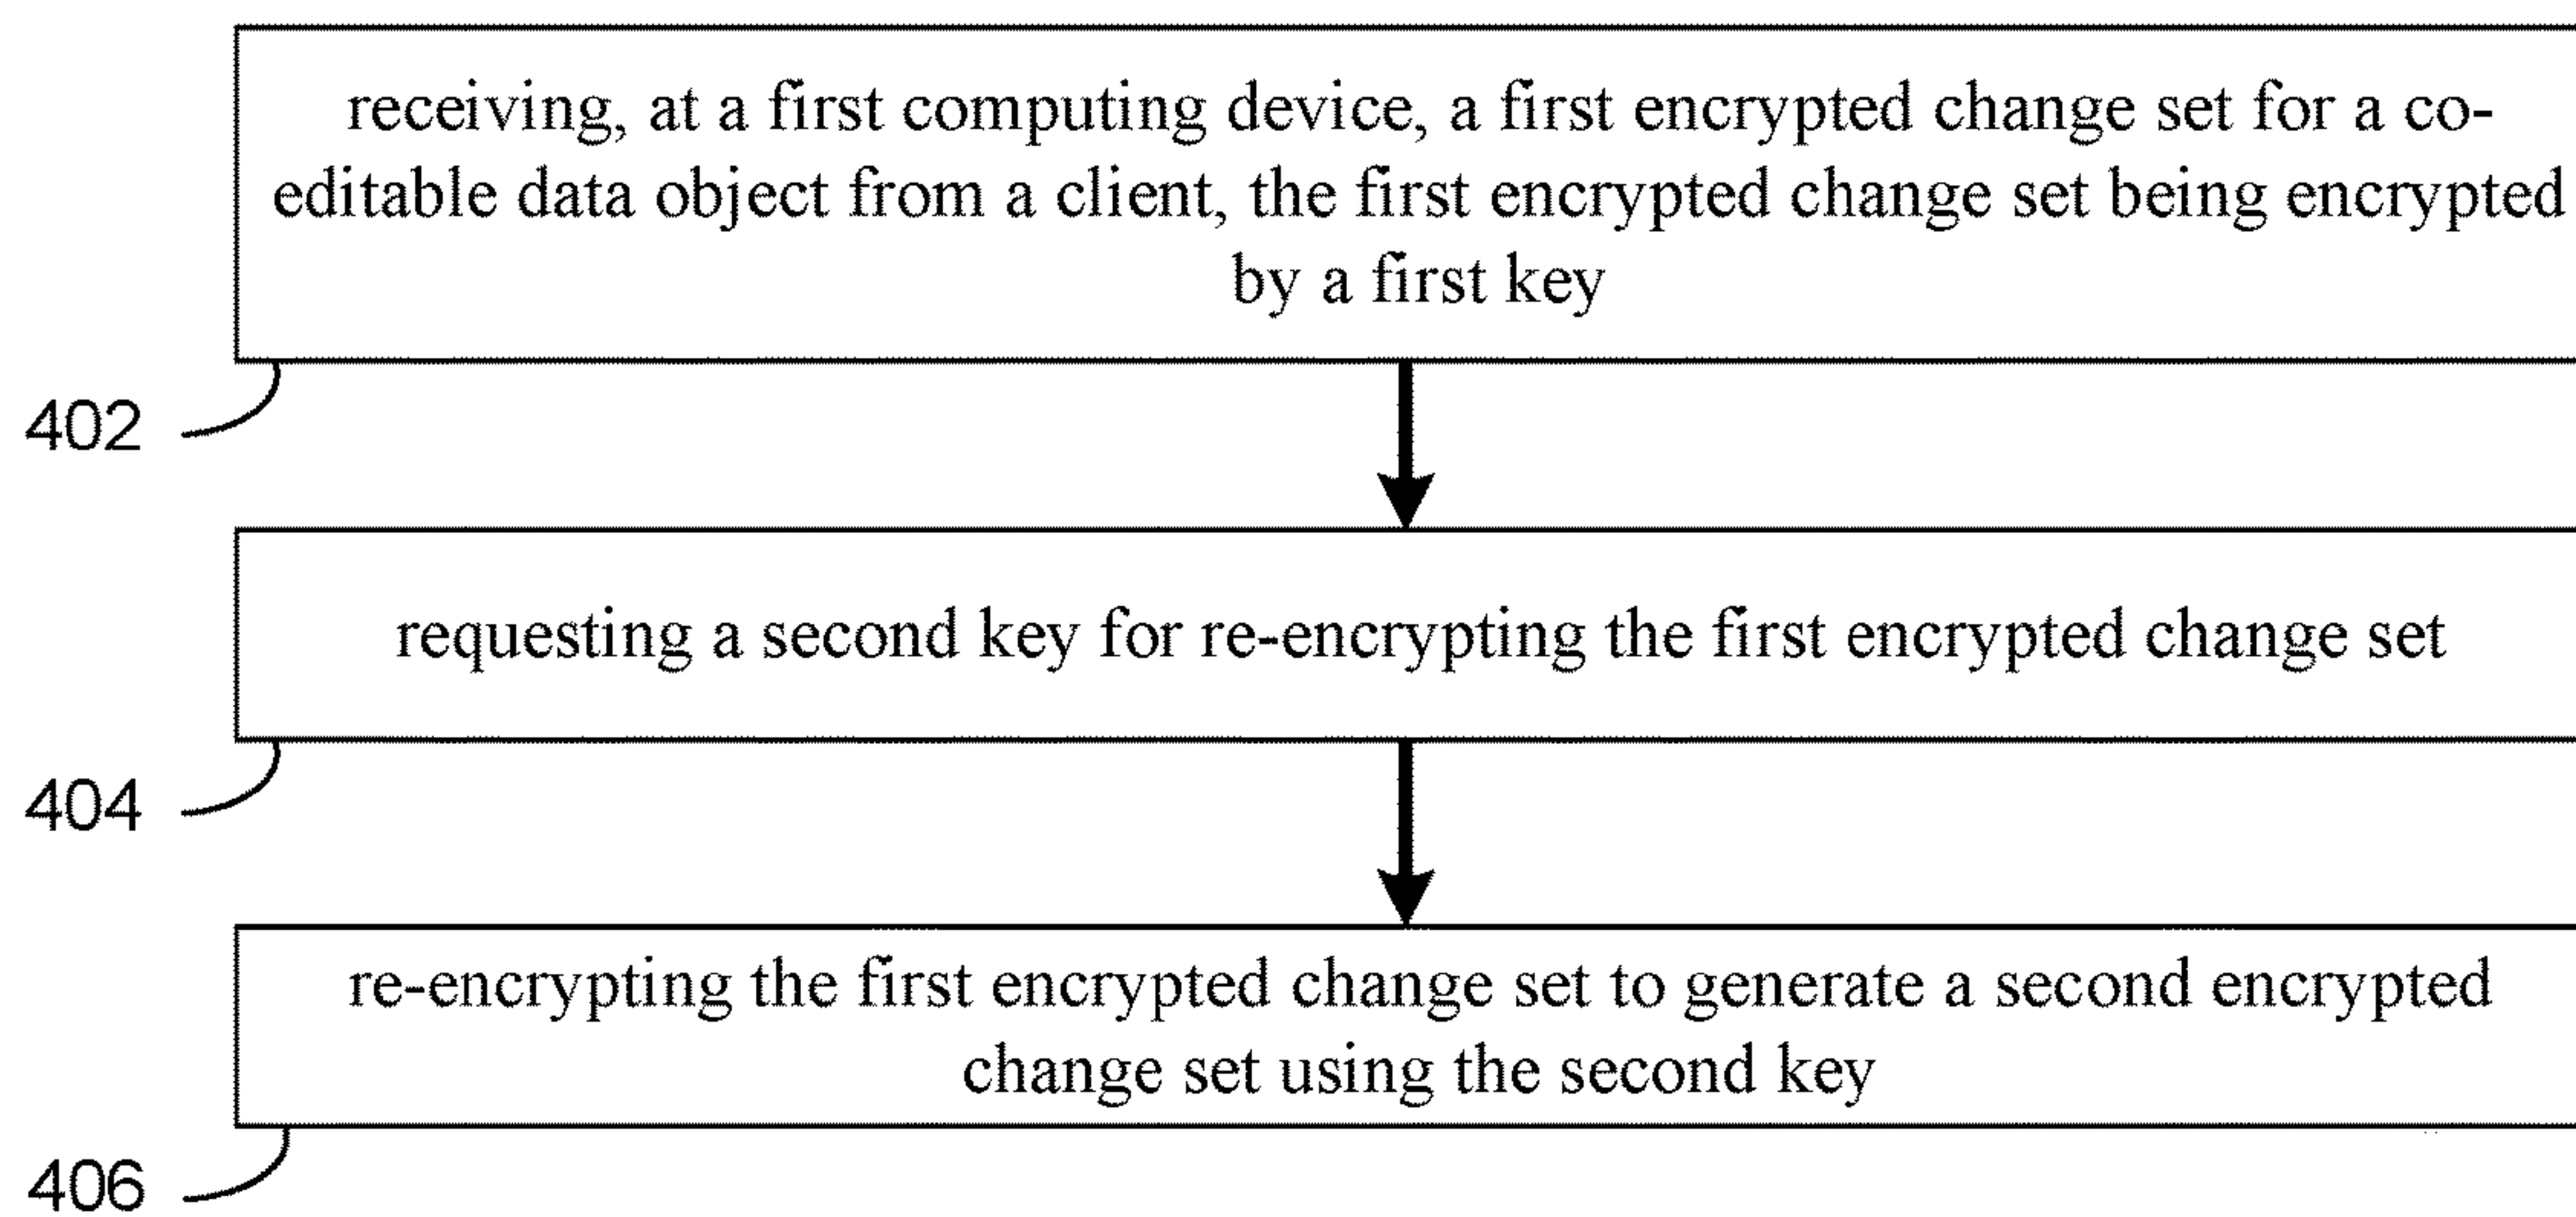 receiving, at a first computing device, a first encrypted change set for a co-
editable data object from a client, the first encrypted change set being encrypted
by a first key
402
requesting a second key for re-encrypting the first encrypted change set
404
re-encrypting the first encrypted change set to generate a second encrypted
change set using the second key
406